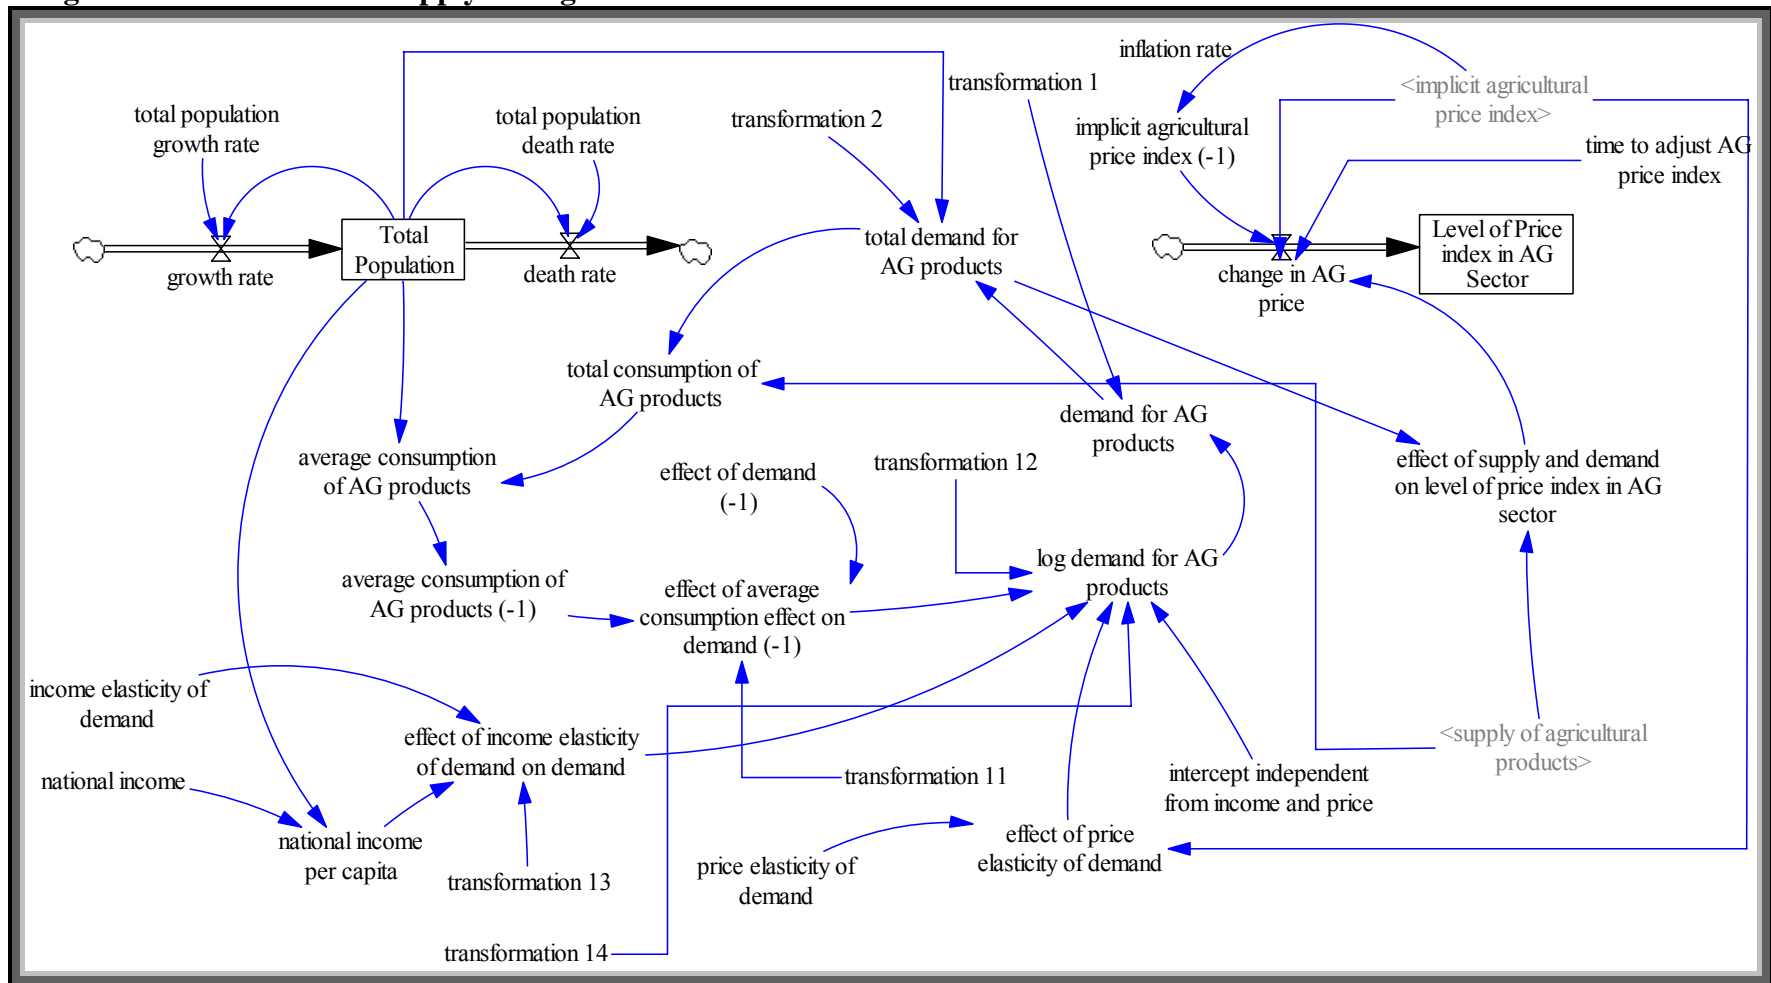 inflation rate
transformation 1
<implicit agricultural
price index>
total population
growth rate
total population
death rate
transformation 2
implicit agricultural
price index (-1)
time to adjust AG
price index
Total
Population
growth rate
death rate
total demand for
AG products
change in AG
price
Level of Price
index in AG
Sector
total consumption of
AG products
demand for AG
products
average consumption
of AG products
effect of demand
(-1)
transformation 12
effect of supply and demand
on level of price index in AG
sector
log demand for AG
products
average consumption of
AG products (-1)
effect of average
consumption effect on
demand (-1)
income elasticity of
demand
effect of income elasticity
of demand on demand
<supply of agricultural
products>
national income
transformation 11
intercept independent
from income and price
national income
per capita
effect of price
elasticity of demand
transformation 13
price elasticity of
demand
transformation 14